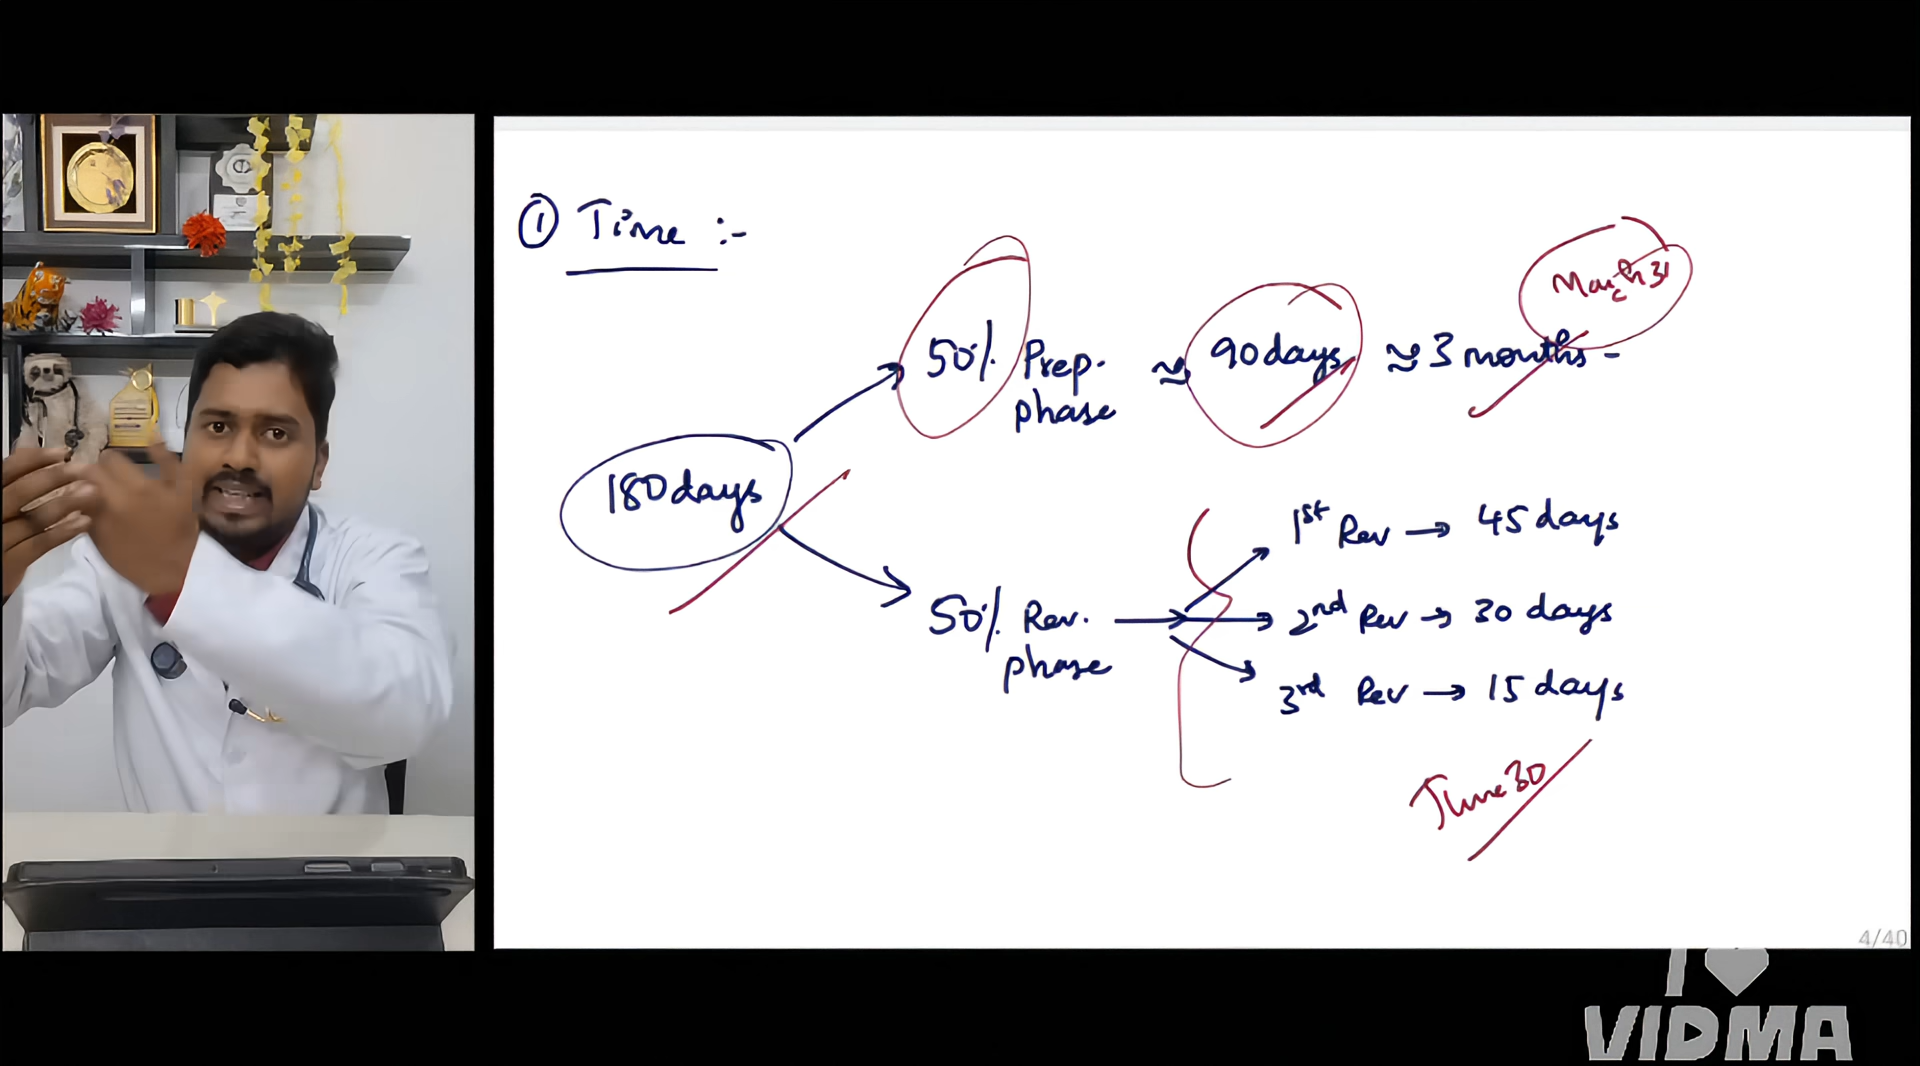 ① Time :-
March 31
50% Prep. phase ≈ 90 days ≈ 3 months -
180 days
1st Rev → 45 days
50% Rev. phase → 2nd Rev → 30 days
3rd Rev → 15 days
June 30
4/40
I
VIDMA